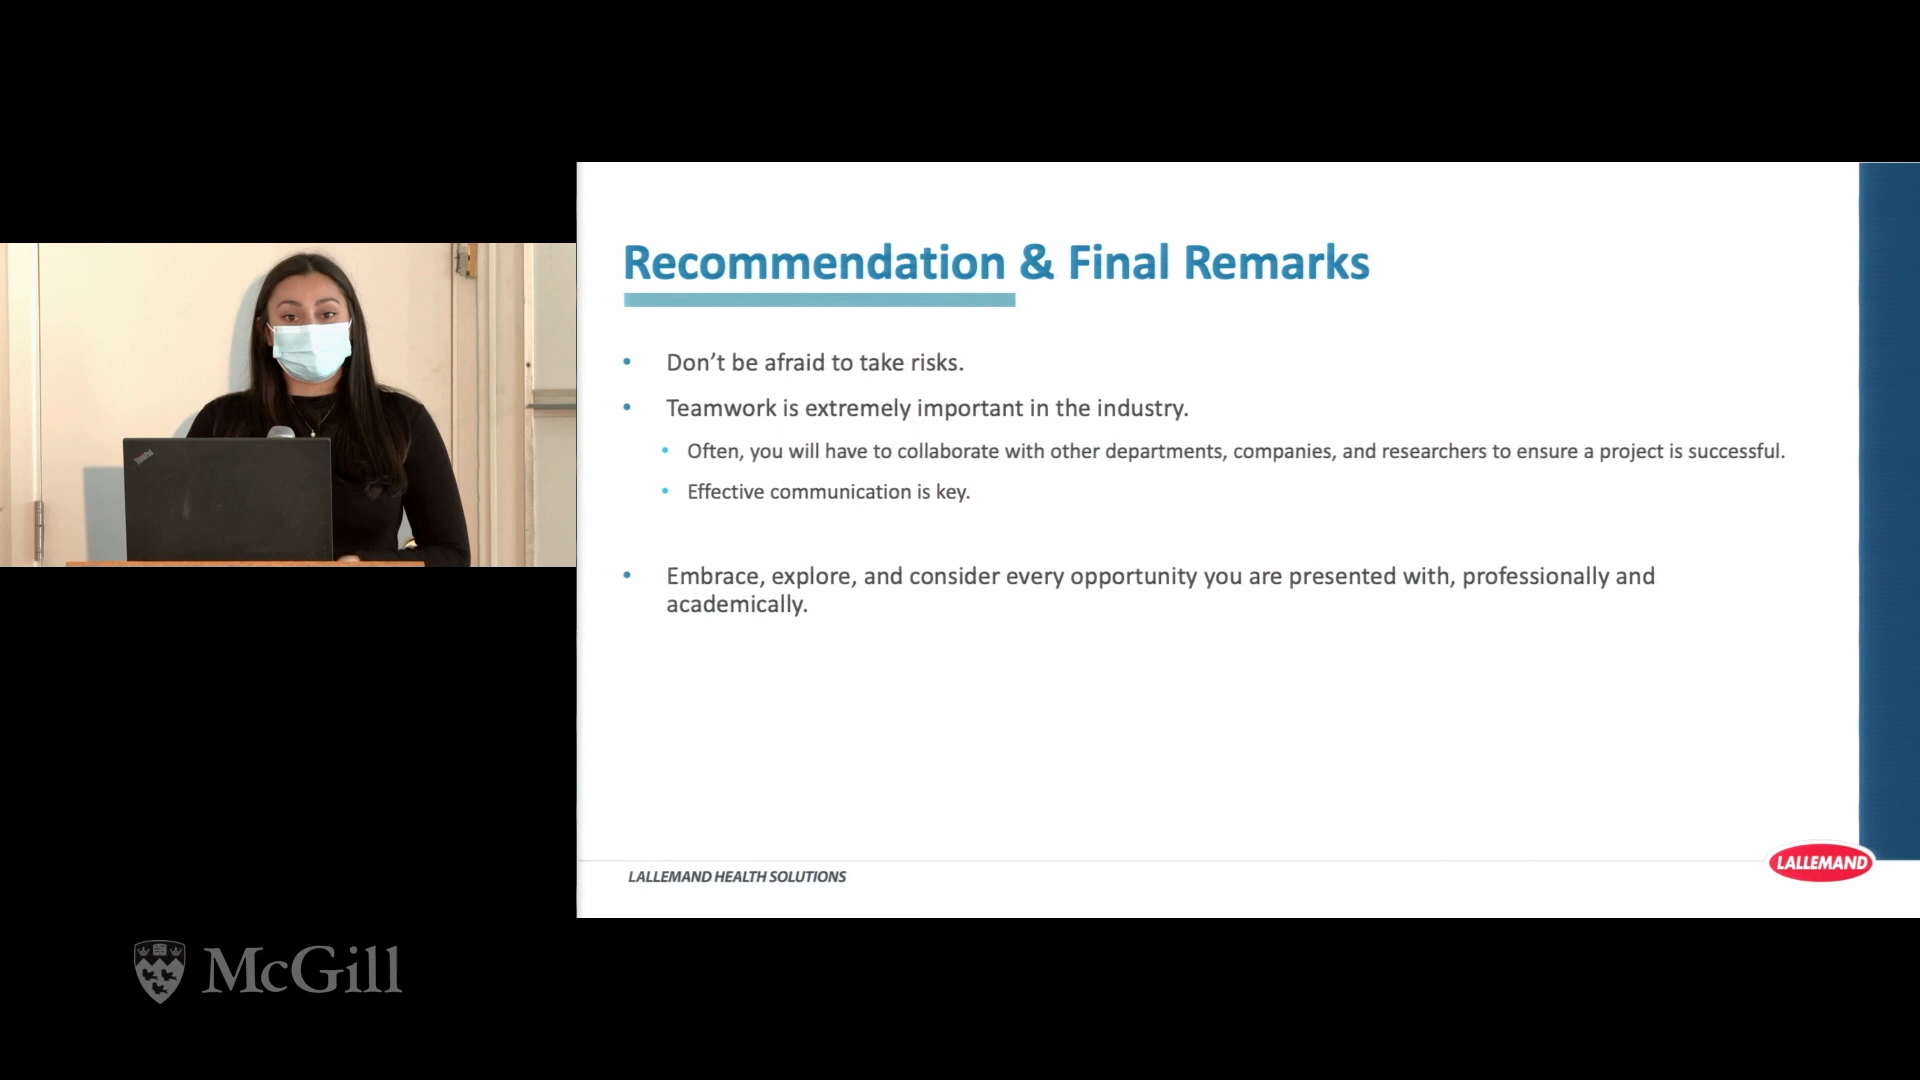 Recommendation & Final Remarks
• Don’t be afraid to take risks.
• Teamwork is extremely important in the industry.
• Often, you will have to collaborate with other departments, companies, and researchers to ensure a project is successful.
• Effective communication is key.
• Embrace, explore, and consider every opportunity you are presented with, professionally and
academically.
LALLEMAND HEALTH SOLUTIONS
LALLEMAND
ThinkPad
McGill